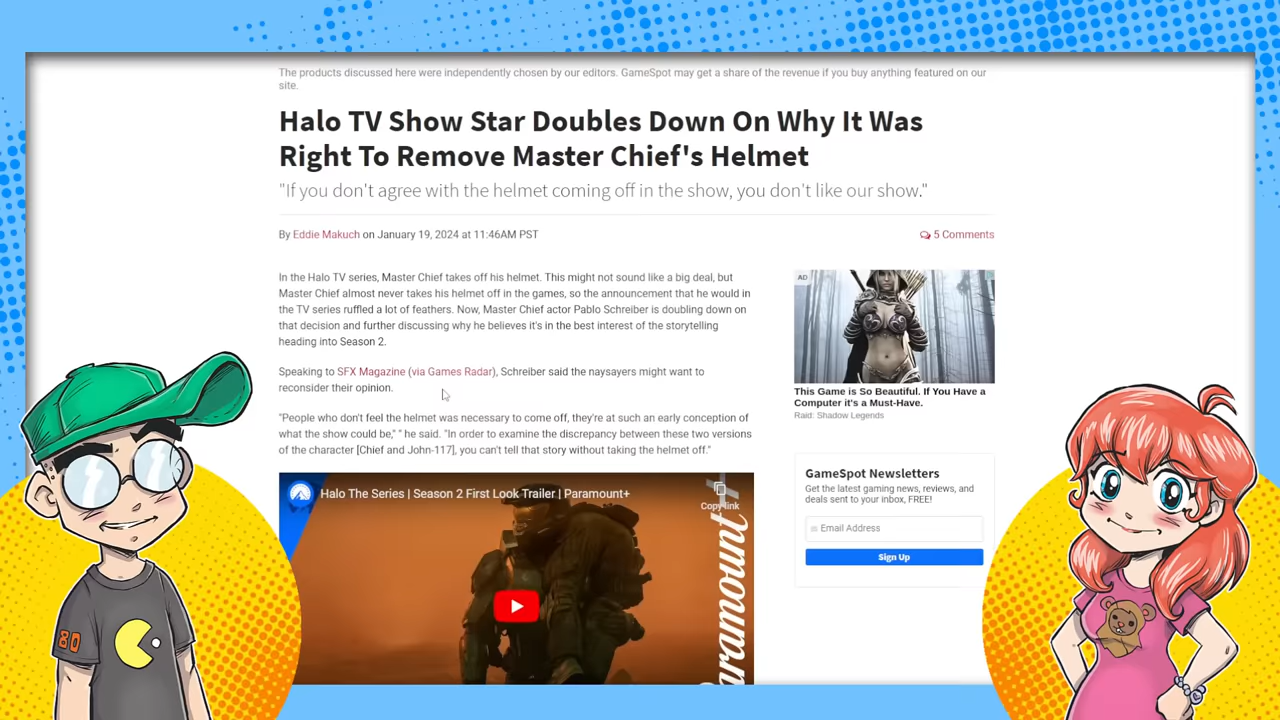 The products discussed here were independently chosen by our editors. GameSpot may get a share of the revenue if you buy anything featured on our
site.
Halo TV Show Star Doubles Down On Why It Was
Right To Remove Master Chief's Helmet
"If you don't agree with the helmet coming off in the show, you don't like our show."
By Eddie Makuch on January 19, 2024 at 11:46AM PST
5 Comments
In the Halo TV series, Master Chief takes off his helmet. This might not sound like a big deal, but
Master Chief almost never takes his helmet off in the games, so the announcement that he would in
the TV series ruffled a lot of feathers. Now, Master Chief actor Pablo Schreiber is doubling down on
that decision and further discussing why he believes it's in the best interest of the storytelling
heading into Season 2.
Speaking to SFX Magazine (via Games Radar), Schreiber said the naysayers might want to
reconsider their opinion.
"People who don't feel the helmet was necessary to come off, they're at such an early conception of
what the show could be," " he said. "In order to examine the discrepancy between these two versions
of the character [Chief and John-117], you can't tell that story without taking the helmet off."
Halo The Series | Season 2 First Look Trailer | Paramount+
Copy link
Paramount+
AD
This Game is So Beautiful. If You Have a
Computer it's a Must-Have.
Raid: Shadow Legends
GameSpot Newsletters
Get the latest gaming news, reviews, and
deals sent to your inbox, FREE!
Email Address
Sign Up
80